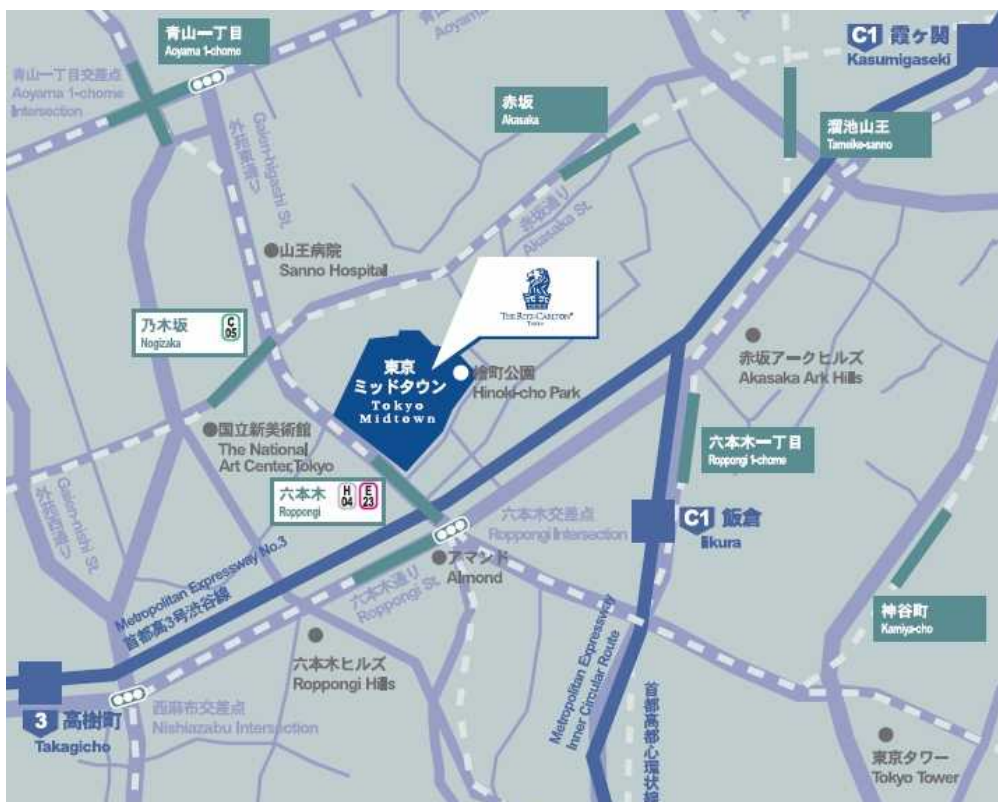 青山一丁目
Aoyama 1-chome
C1 霞ヶ関
Kasumigaseki
青山一丁目交差点
Aoyama 1-chome
Intersection
赤坂
Akasaka
溜池山王
Tameike-sanno
外苑東通り
Gaien-higashi St.
赤坂通り
Akasaka St.
山王病院
Sanno Hospital
THE RITZ-CARLTON®
TOKYO
乃木坂
Nogizaka
C
05
東京
ミッドタウン
Tokyo
Midtown
檜町公園
Hinoki-cho Park
赤坂アークヒルズ
Akasaka Ark Hills
国立新美術館
The National
Art Center,Tokyo
六本木一丁目
Roppongi 1-chome
外苑西通り
Gaien-nishi St.
六本木
Roppongi
H
04
E
23
六本木交差点
Roppongi Intersection
C1 飯倉
Iikura
アマンド
Almond
Metropolitan Expressway No.3
首都高3号渋谷線
六本木通り
Roppongi St.
神谷町
Kamiya-cho
六本木ヒルズ
Roppongi Hills
Metropolitan Expressway
Inner Circular Route
首都高都心環状線
3 高樹町
Takagicho
西麻布交差点
Nishiazabu Intersection
東京タワー
Tokyo Tower